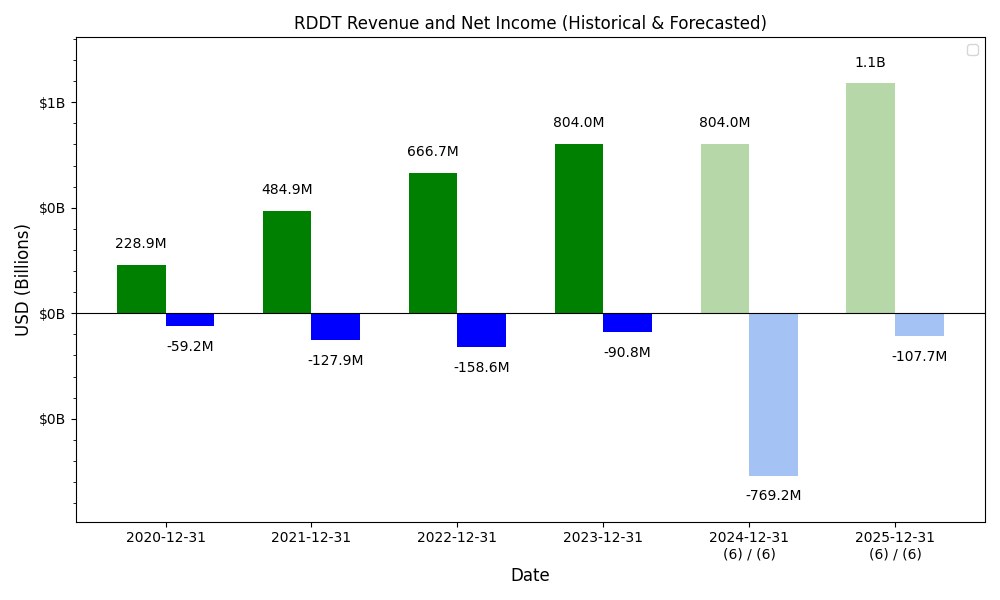 RDDT Revenue and Net Income (Historical & Forecasted)
1.1B
$1B
804.0M
804.0M
666.7M
484.9M
$0B
228.9M
USD (Billions)
$0B
-59.2M
-127.9M
-158.6M
-90.8M
-107.7M
$0B
-769.2M
2020-12-31
2021-12-31
2022-12-31
2023-12-31
2024-12-31
(6) / (6)
2025-12-31
(6) / (6)
Date